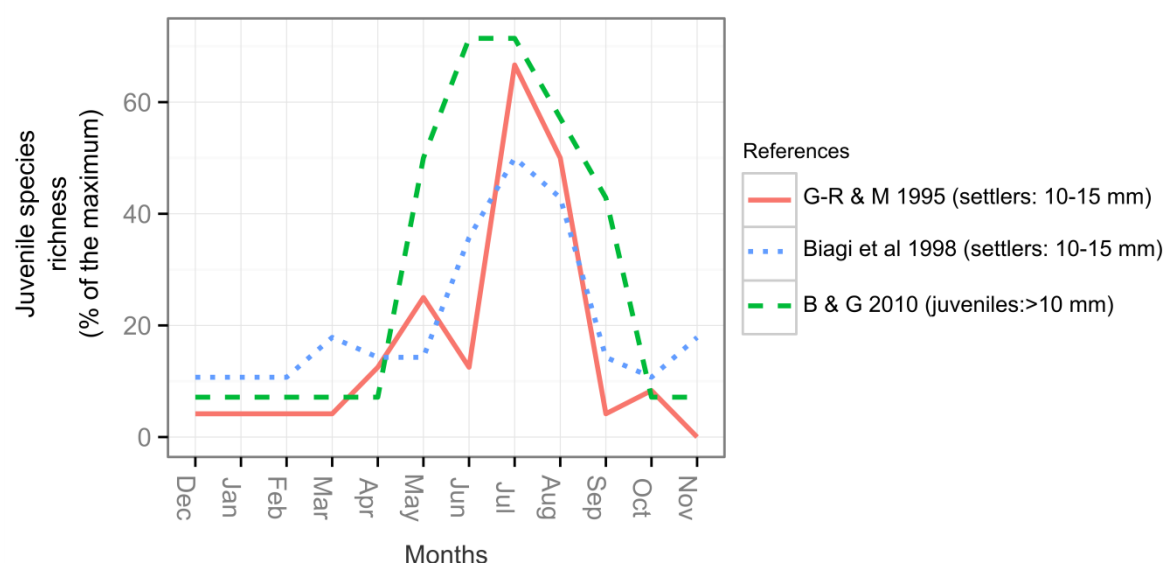 Juvenile species
richness
(% of the maximum)
60
40
20
0
Dec
Jan
Feb
Mar
Apr
May
Jun
Jul
Aug
Sep
Oct
Nov
Months
References
G-R & M 1995 (settlers: 10-15 mm)
Biagi et al 1998 (settlers: 10-15 mm)
B & G 2010 (juveniles:>10 mm)